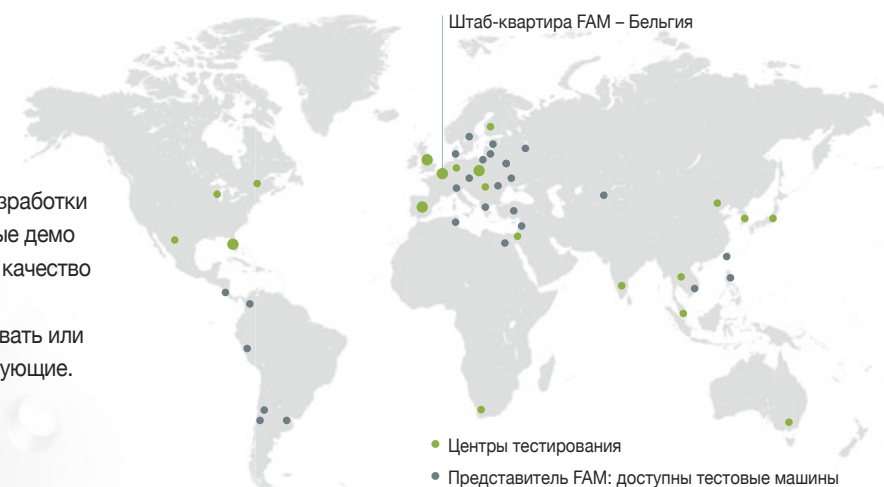 Штаб-квартира FAM – Бельгия
зработки
ые демо
качество
вать или
ующие.
Центры тестирования
Представитель FAM: доступны тестовые машины